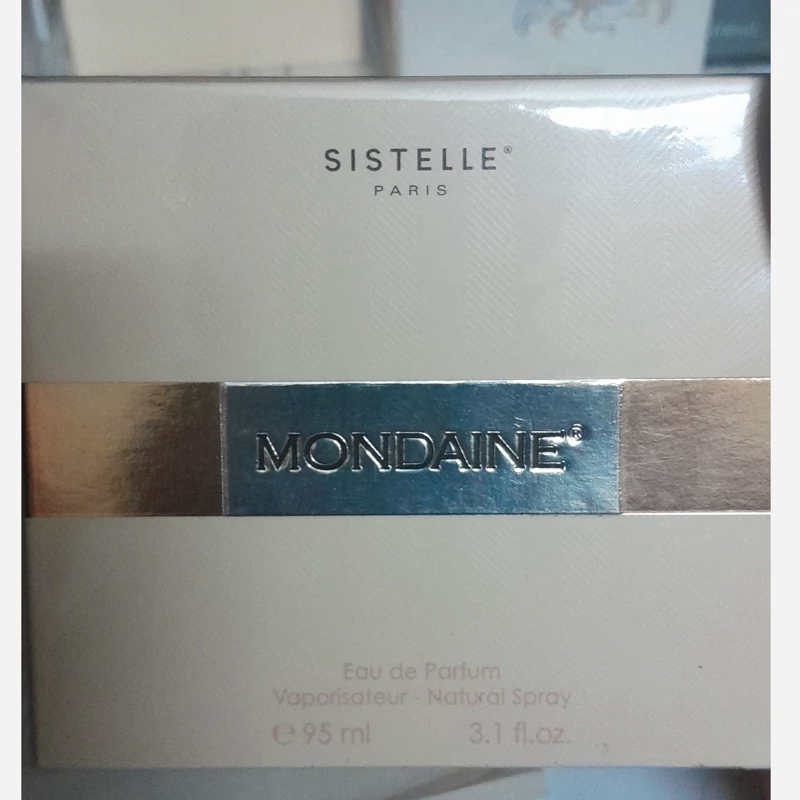 SISTELLE®
PARIS
MONDAINE®
Eau de Parfum
Vaporisateur - Natural Spray
℮ 95 ml 3.1 fl.oz.